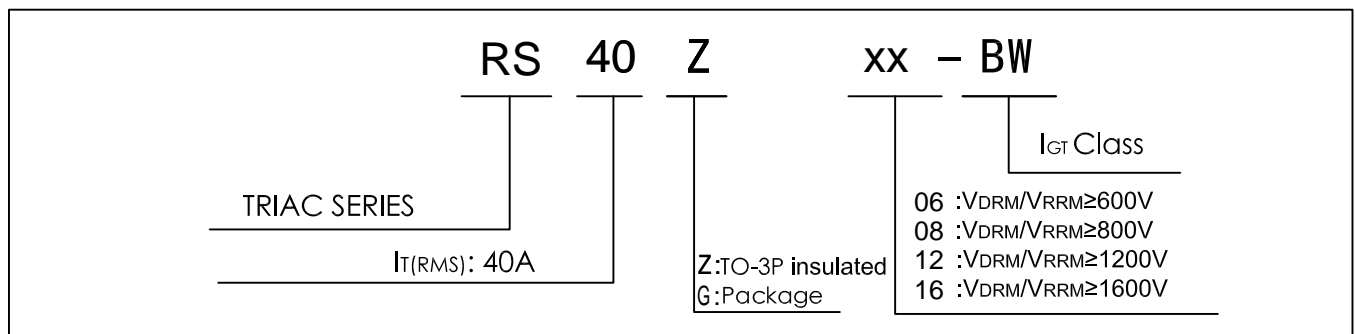 RS 40 Z xx - BW
IGT Class
TRIAC SERIES
IT(RMS): 40A
Z:TO-3P insulated
G:Package
06 :VDRM/VRRM≥600V
08 :VDRM/VRRM≥800V
12 :VDRM/VRRM≥1200V
16 :VDRM/VRRM≥1600V